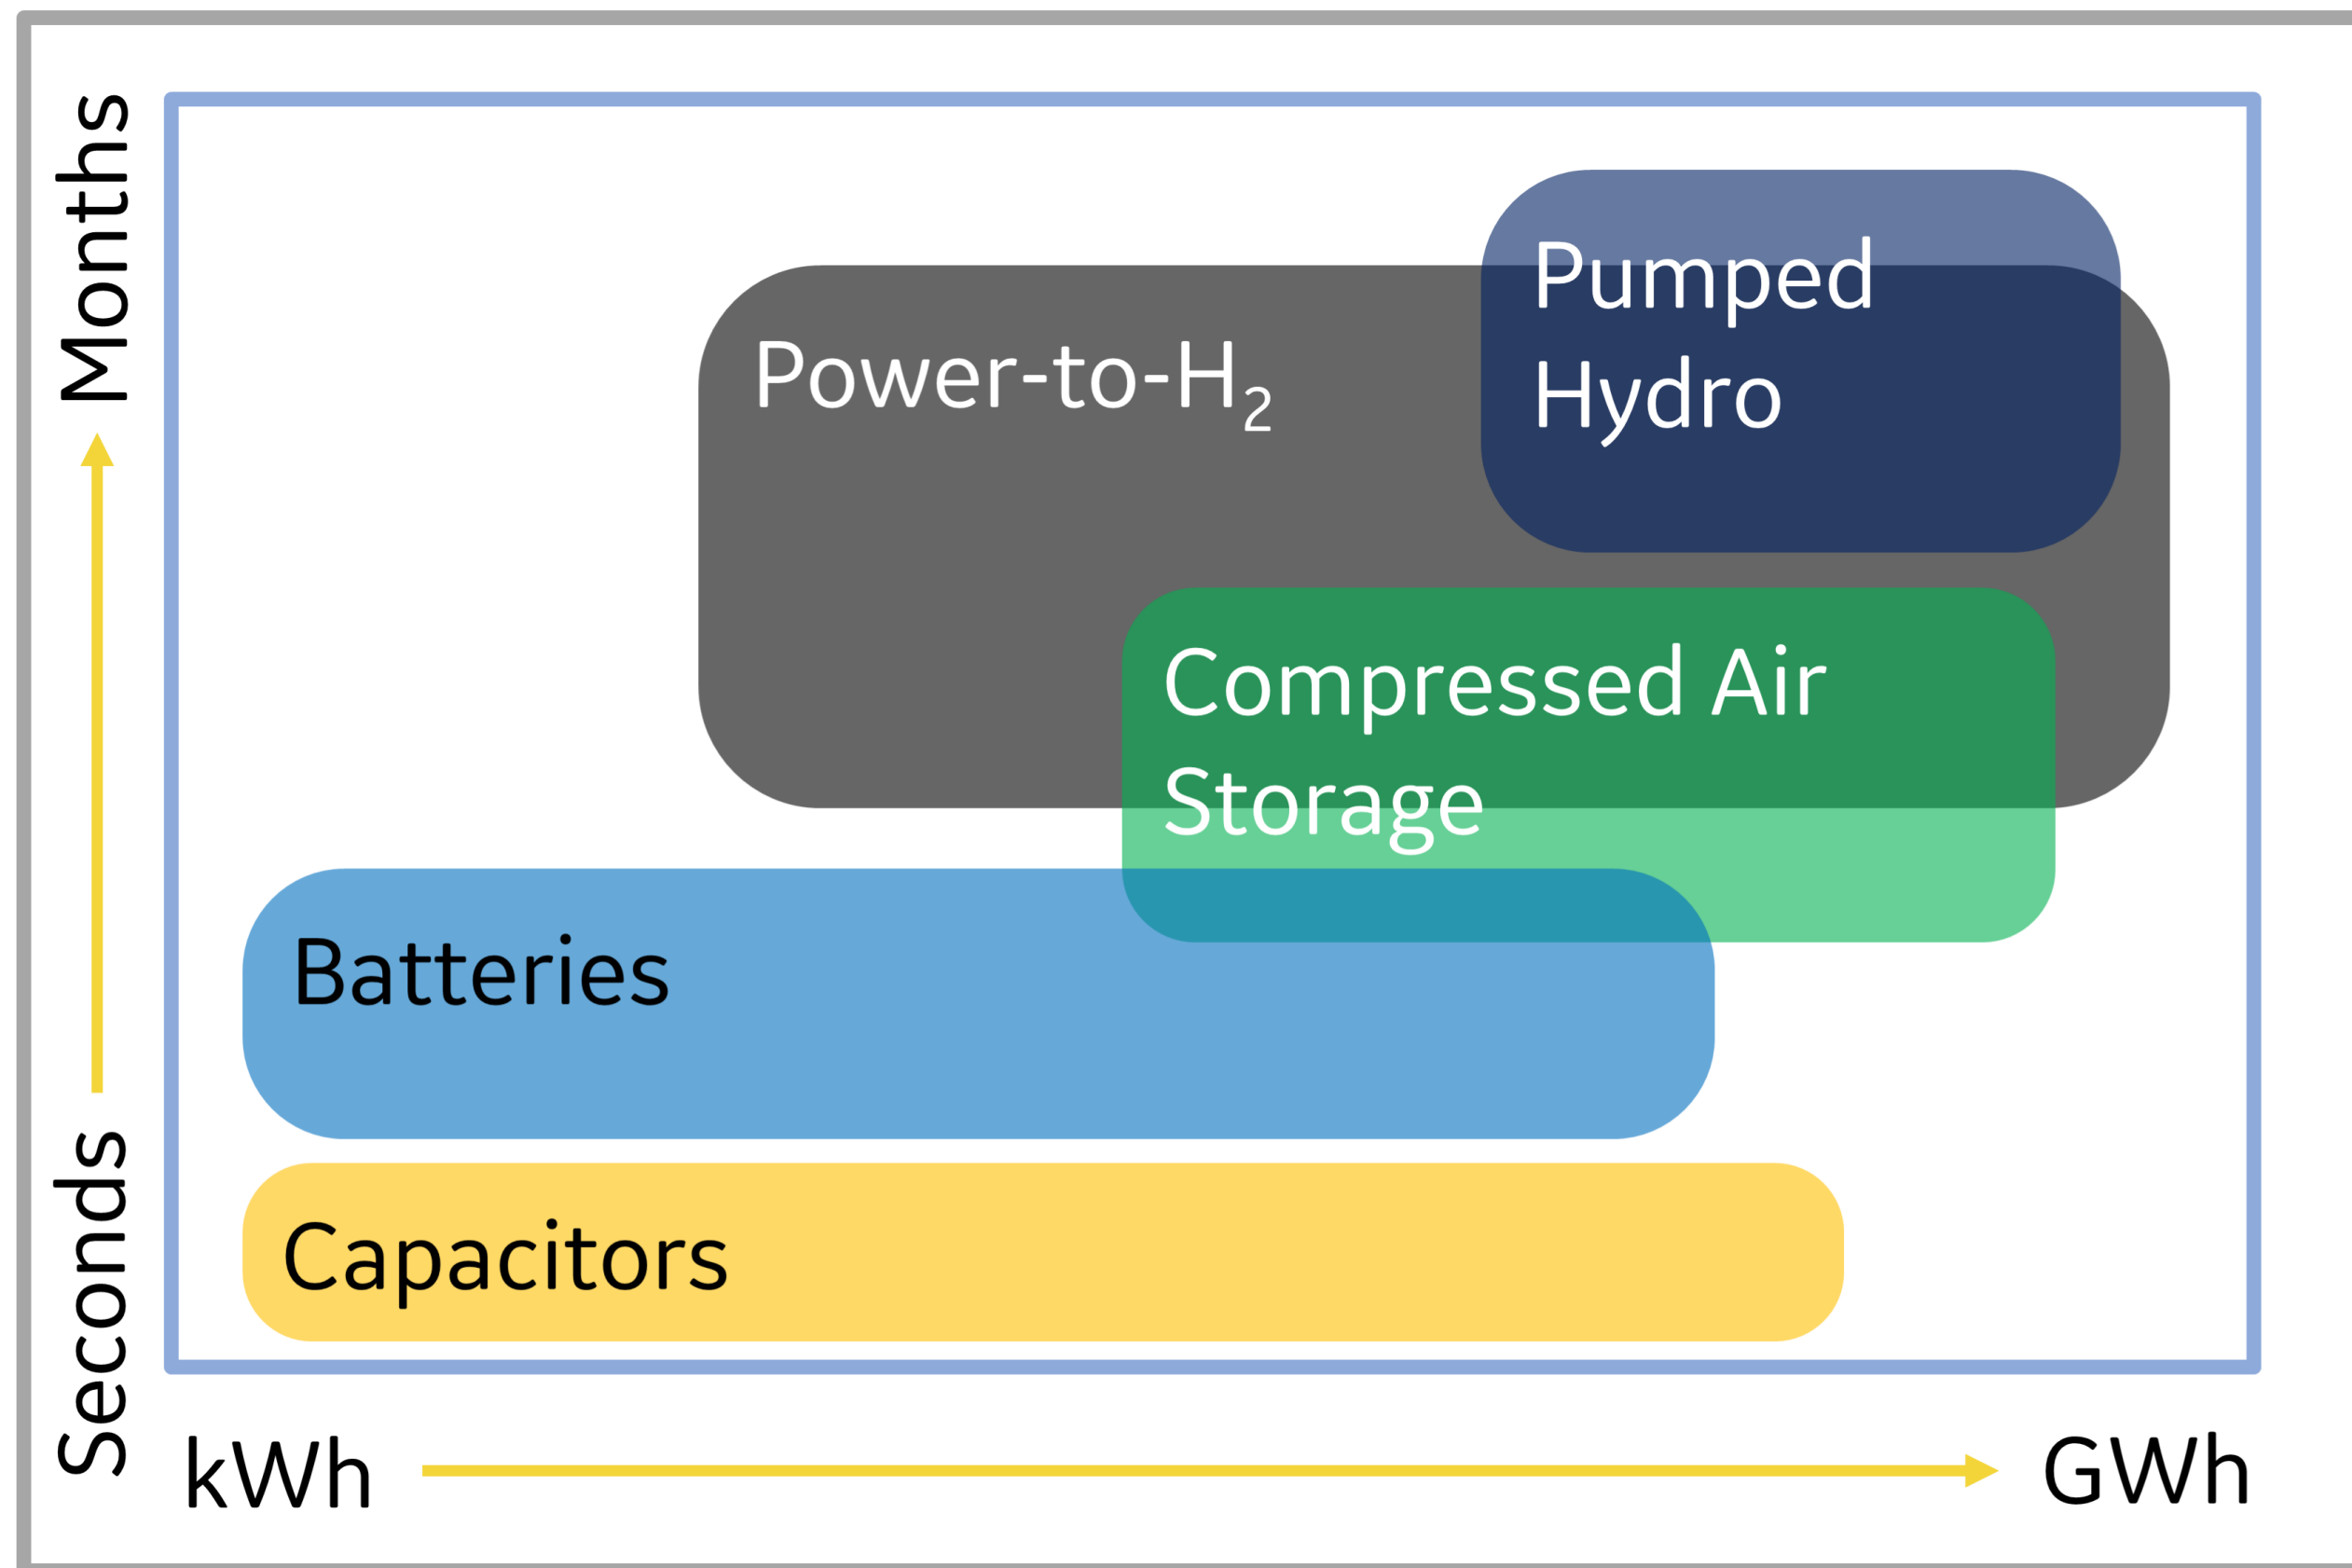 Months
Pumped
Hydro
Power-to-H₂
Compressed Air
Storage
Batteries
Capacitors
Seconds
kWh
GWh